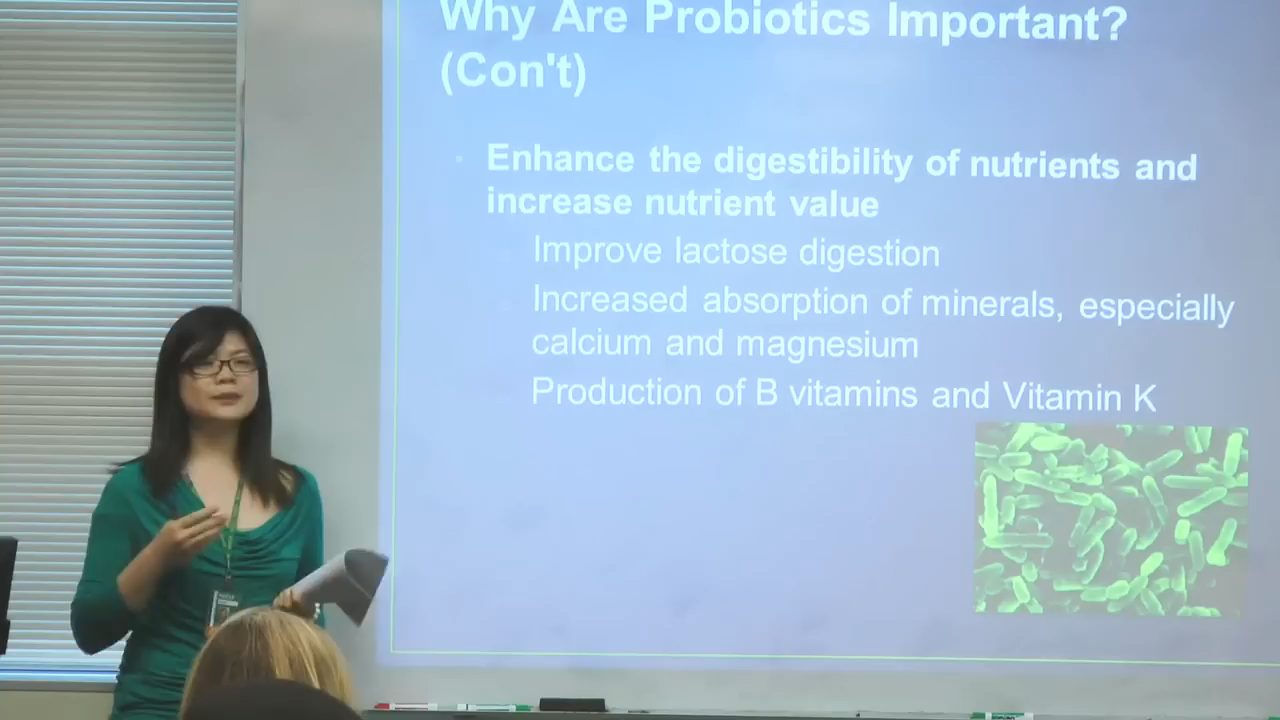 Why Are Probiotics Important?
(Con't)
Enhance the digestibility of nutrients and
increase nutrient value
Improve lactose digestion
Increased absorption of minerals, especially
calcium and magnesium
Production of B vitamins and Vitamin K